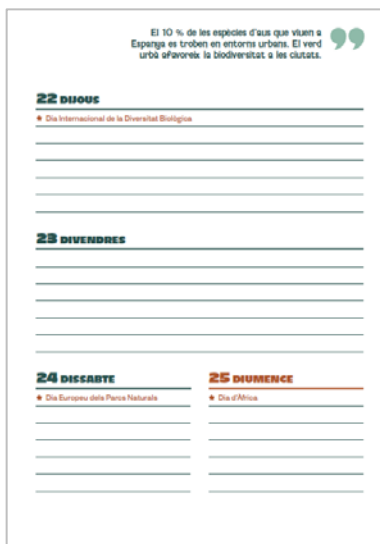 El 10 % de les espècies d'aus que viuen a
Espanya es troben en entorns urbans. El verd
urbà afavoreix la biodiversitat a les ciutats.
22 DIJOUS
★ Dia Internacional de la Diversitat Biològica
23 DIVENDRES
24 DISSABTE
★ Dia Europeu dels Parcs Naturals
25 DIUMENGE
★ Dia d'Àfrica